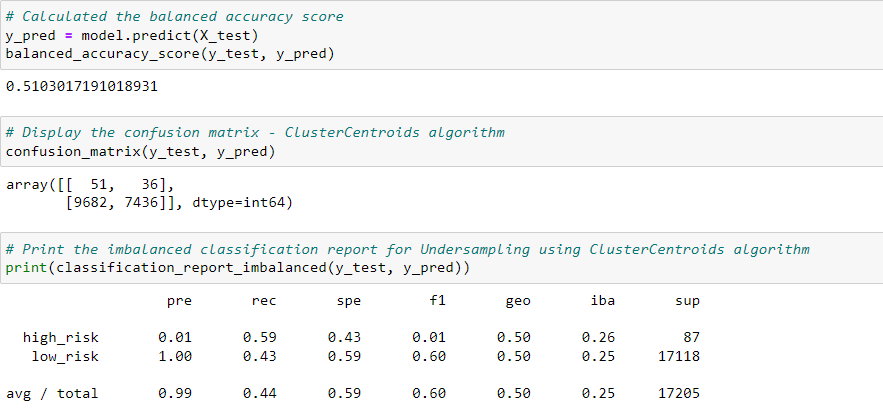 # Calculated the balanced accuracy score
y_pred = model.predict(X_test)
balanced_accuracy_score(y_test, y_pred)
0.5103017191018931
# Display the confusion matrix - ClusterCentroids algorithm
confusion_matrix(y_test, y_pred)
array([[  51,   36],
       [9682, 7436]], dtype=int64)
# Print the imbalanced classification report for Undersampling using ClusterCentroids algorithm
print(classification_report_imbalanced(y_test, y_pred))
pre rec spe f1 geo iba sup
high_risk 0.01 0.59 0.43 0.01 0.50 0.26 87
low_risk 1.00 0.43 0.59 0.60 0.50 0.25 17118
avg / total 0.99 0.44 0.59 0.60 0.50 0.25 17205